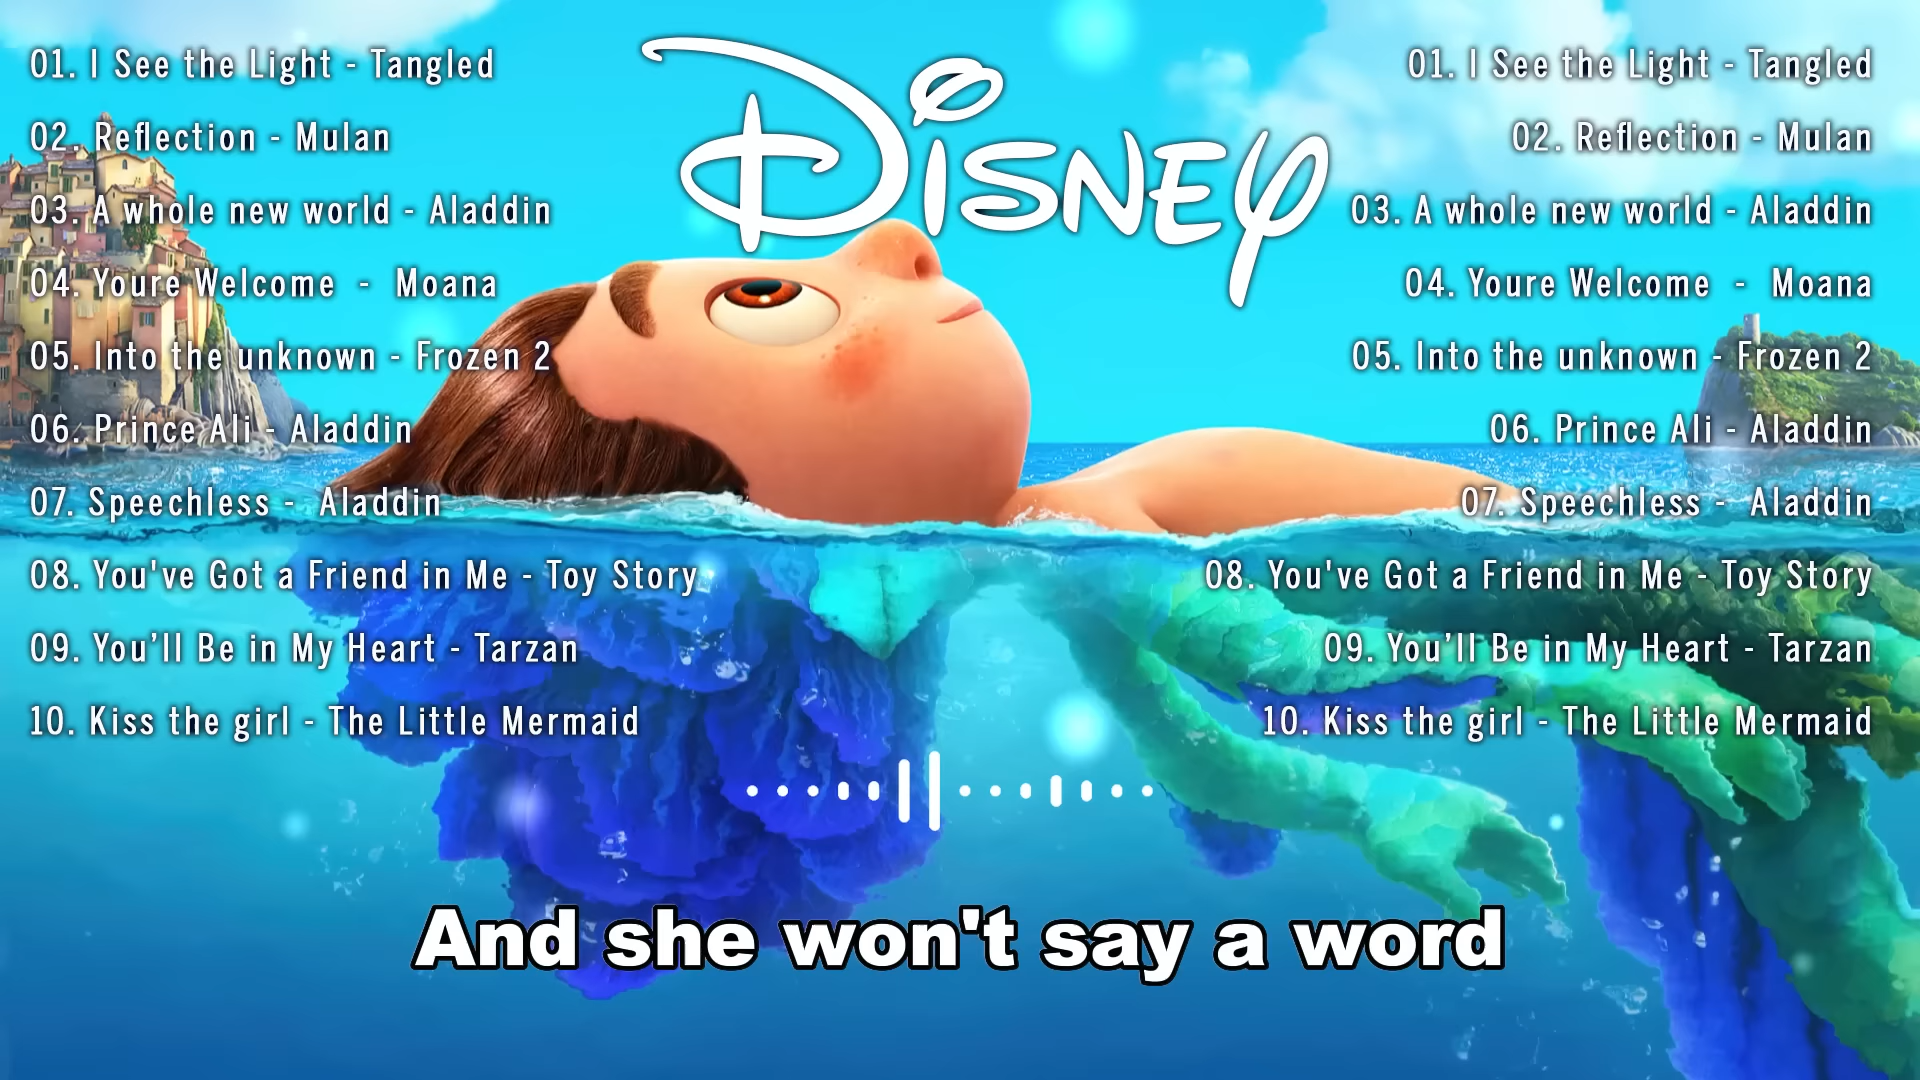 Disney
01. I See the Light - Tangled
02. Reflection - Mulan
03. A whole new world - Aladdin
04. Youre Welcome - Moana
05. Into the unknown - Frozen 2
06. Prince Ali - Aladdin
07. Speechless - Aladdin
08. You've Got a Friend in Me - Toy Story
09. You’ll Be in My Heart - Tarzan
10. Kiss the girl - The Little Mermaid
01. I See the Light - Tangled
02. Reflection - Mulan
03. A whole new world - Aladdin
04. Youre Welcome - Moana
05. Into the unknown - Frozen 2
06. Prince Ali - Aladdin
07. Speechless - Aladdin
08. You've Got a Friend in Me - Toy Story
09. You’ll Be in My Heart - Tarzan
10. Kiss the girl - The Little Mermaid
And she won't say a word